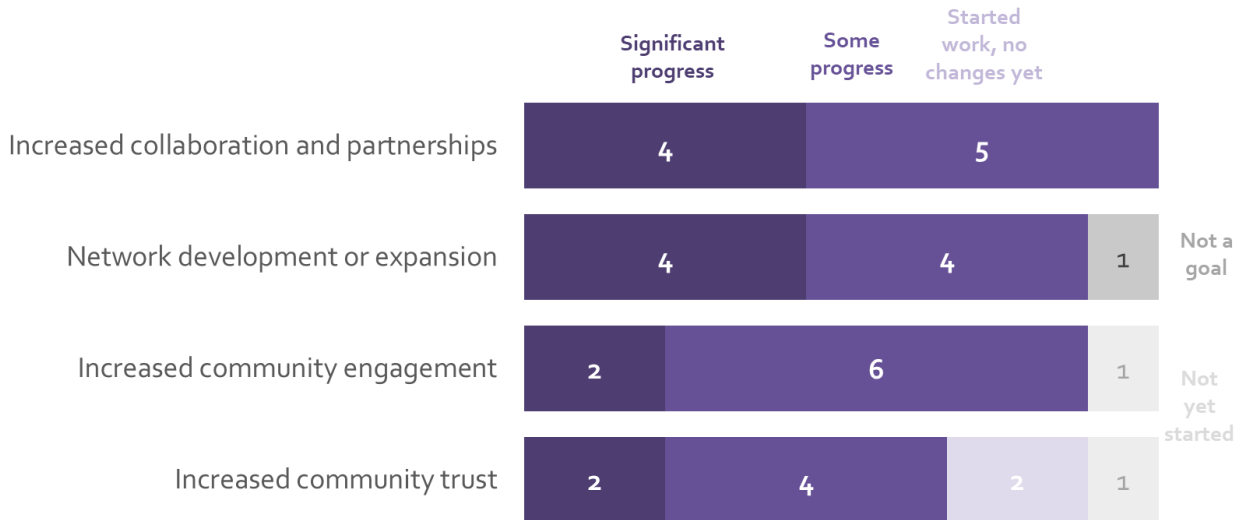 Significant
progress
Some
progress
Started
work, no
changes yet
Increased collaboration and partnerships
4
5
Network development or expansion
4
4
1
Not a
goal
Increased community engagement
2
6
1
Not
yet
started
Increased community trust
2
4
2
1